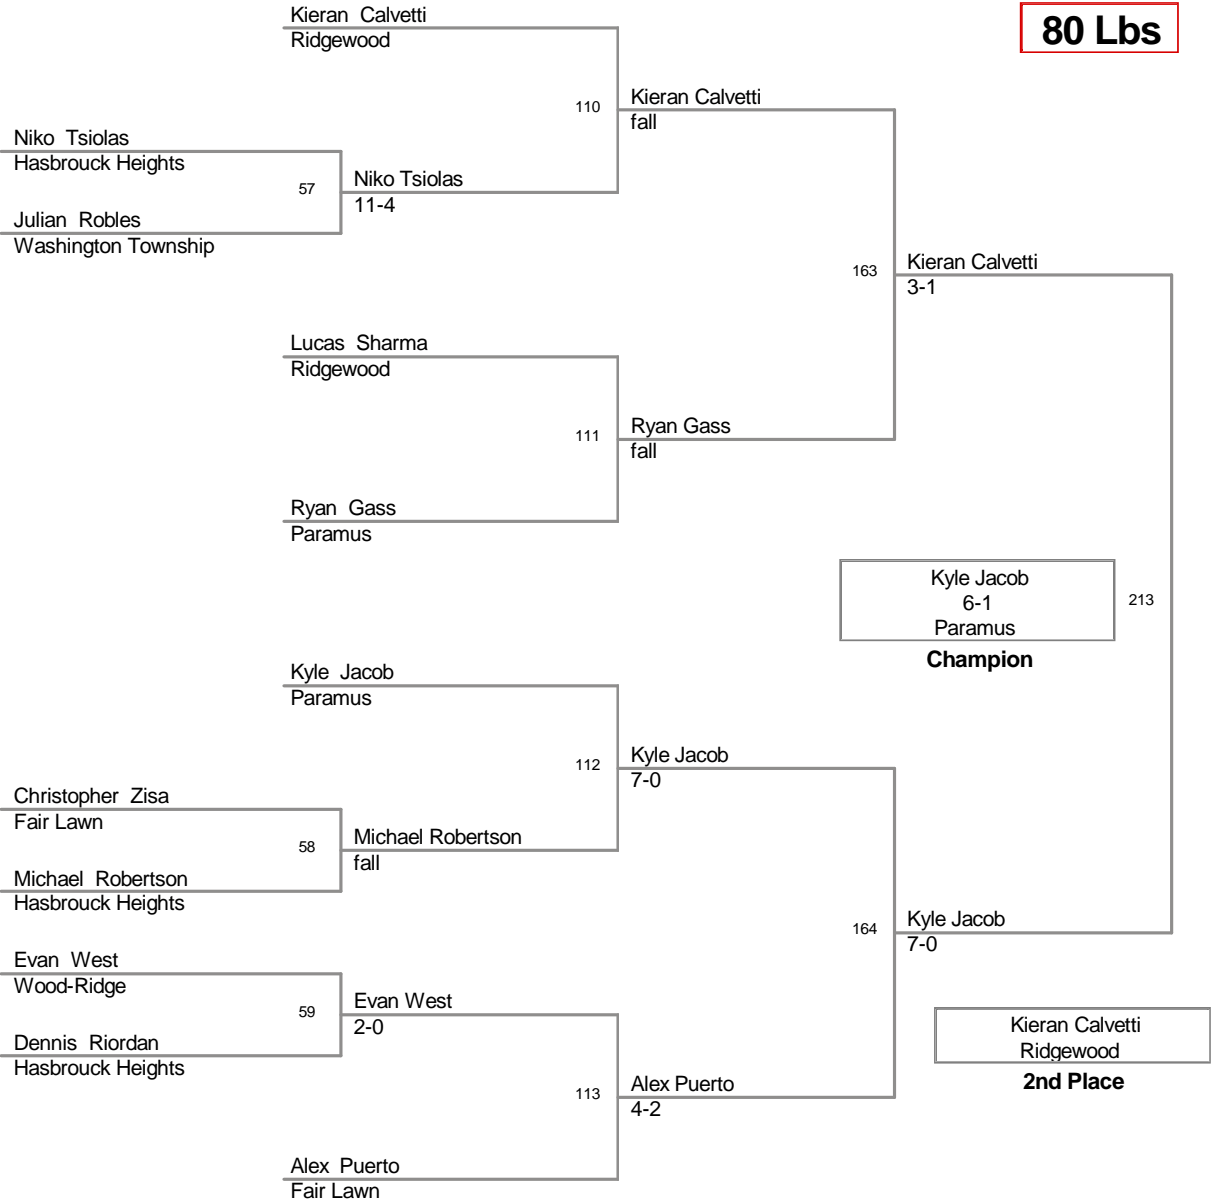 Kieran Calvetti
Ridgewood
80 Lbs
110
Kieran Calvetti
fall
Niko Tsiolas
Hasbrouck Heights
57
Niko Tsiolas
11-4
Julian Robles
Washington Township
163
Kieran Calvetti
3-1
Lucas Sharma
Ridgewood
111
Ryan Gass
fall
Ryan Gass
Paramus
Kyle Jacob
6-1
Paramus
213
Champion
Kyle Jacob
Paramus
112
Kyle Jacob
7-0
Christopher Zisa
Fair Lawn
58
Michael Robertson
fall
Michael Robertson
Hasbrouck Heights
164
Kyle Jacob
7-0
Evan West
Wood-Ridge
59
Evan West
2-0
Dennis Riordan
Hasbrouck Heights
Kieran Calvetti
Ridgewood
2nd Place
113
Alex Puerto
4-2
Alex Puerto
Fair Lawn